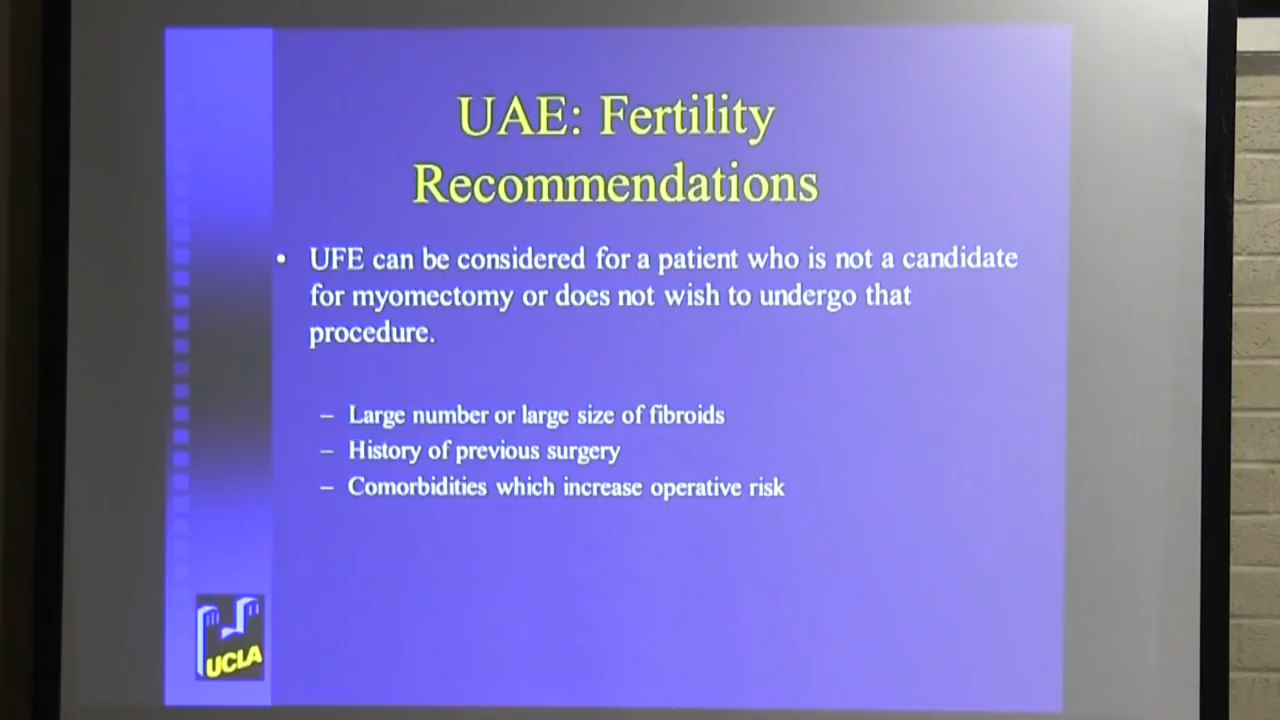 UAE: Fertility
Recommendations
• UFE can be considered for a patient who is not a candidate
for myomectomy or does not wish to undergo that
procedure.
– Large number or large size of fibroids
– History of previous surgery
– Comorbidities which increase operative risk
UCLA